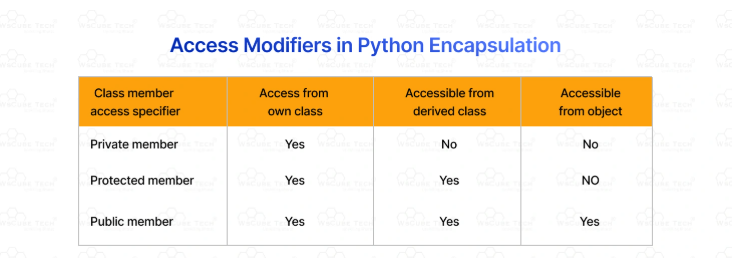 Access Modifiers in Python Encapsulation
Class member access specifier | Access from own class | Accessible from derived class | Accessible from object
Private member | Yes | No | No
Protected member | Yes | Yes | NO
Public member | Yes | Yes | Yes